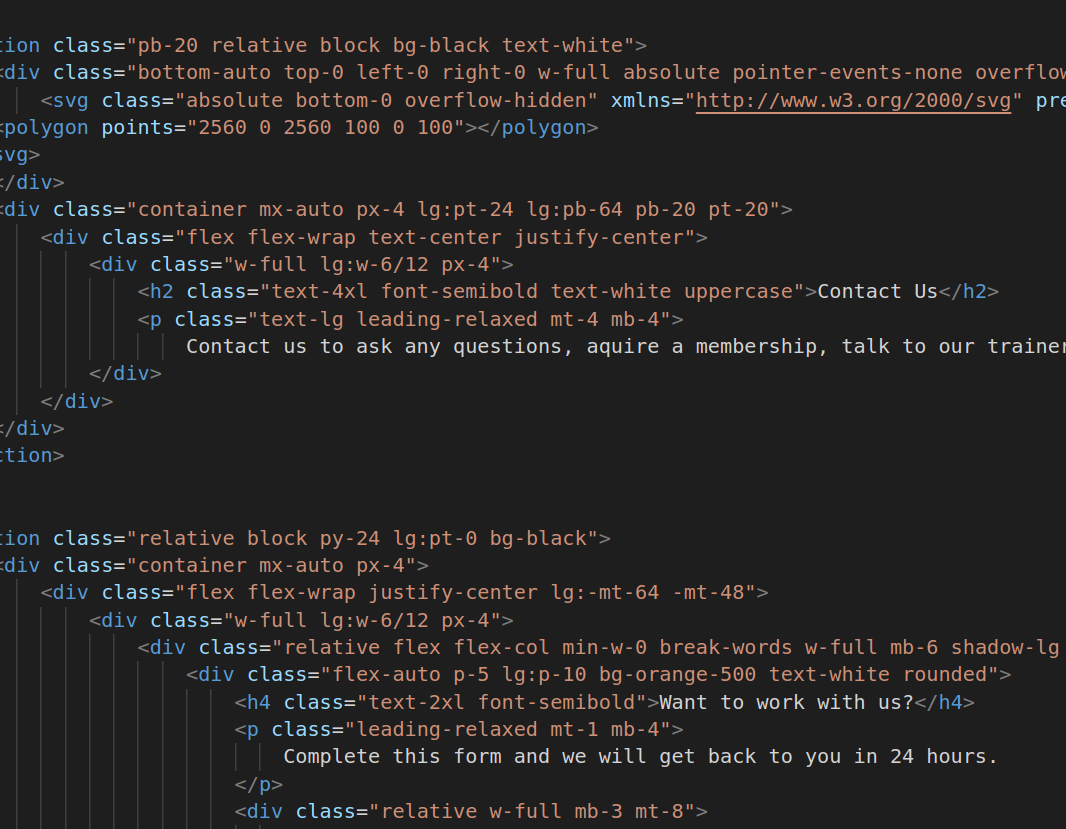 tion class="pb-20 relative block bg-black text-white">
<div class="bottom-auto top-0 left-0 right-0 w-full absolute pointer-events-none overflow
<svg class="absolute bottom-0 overflow-hidden" xmlns="http://www.w3.org/2000/svg" pre
<polygon points="2560 0 2560 100 0 100"></polygon>
svg>
</div>
<div class="container mx-auto px-4 lg:pt-24 lg:pb-64 pb-20 pt-20">
<div class="flex flex-wrap text-center justify-center">
<div class="w-full lg:w-6/12 px-4">
<h2 class="text-4xl font-semibold text-white uppercase">Contact Us</h2>
<p class="text-lg leading-relaxed mt-4 mb-4">
Contact us to ask any questions, aquire a membership, talk to our trainer
</div>
</div>
</div>
ction>
tion class="relative block py-24 lg:pt-0 bg-black">
<div class="container mx-auto px-4">
<div class="flex flex-wrap justify-center lg:-mt-64 -mt-48">
<div class="w-full lg:w-6/12 px-4">
<div class="relative flex flex-col min-w-0 break-words w-full mb-6 shadow-lg
<div class="flex-auto p-5 lg:p-10 bg-orange-500 text-white rounded">
<h4 class="text-2xl font-semibold">Want to work with us?</h4>
<p class="leading-relaxed mt-1 mb-4">
Complete this form and we will get back to you in 24 hours.
</p>
<div class="relative w-full mb-3 mt-8">